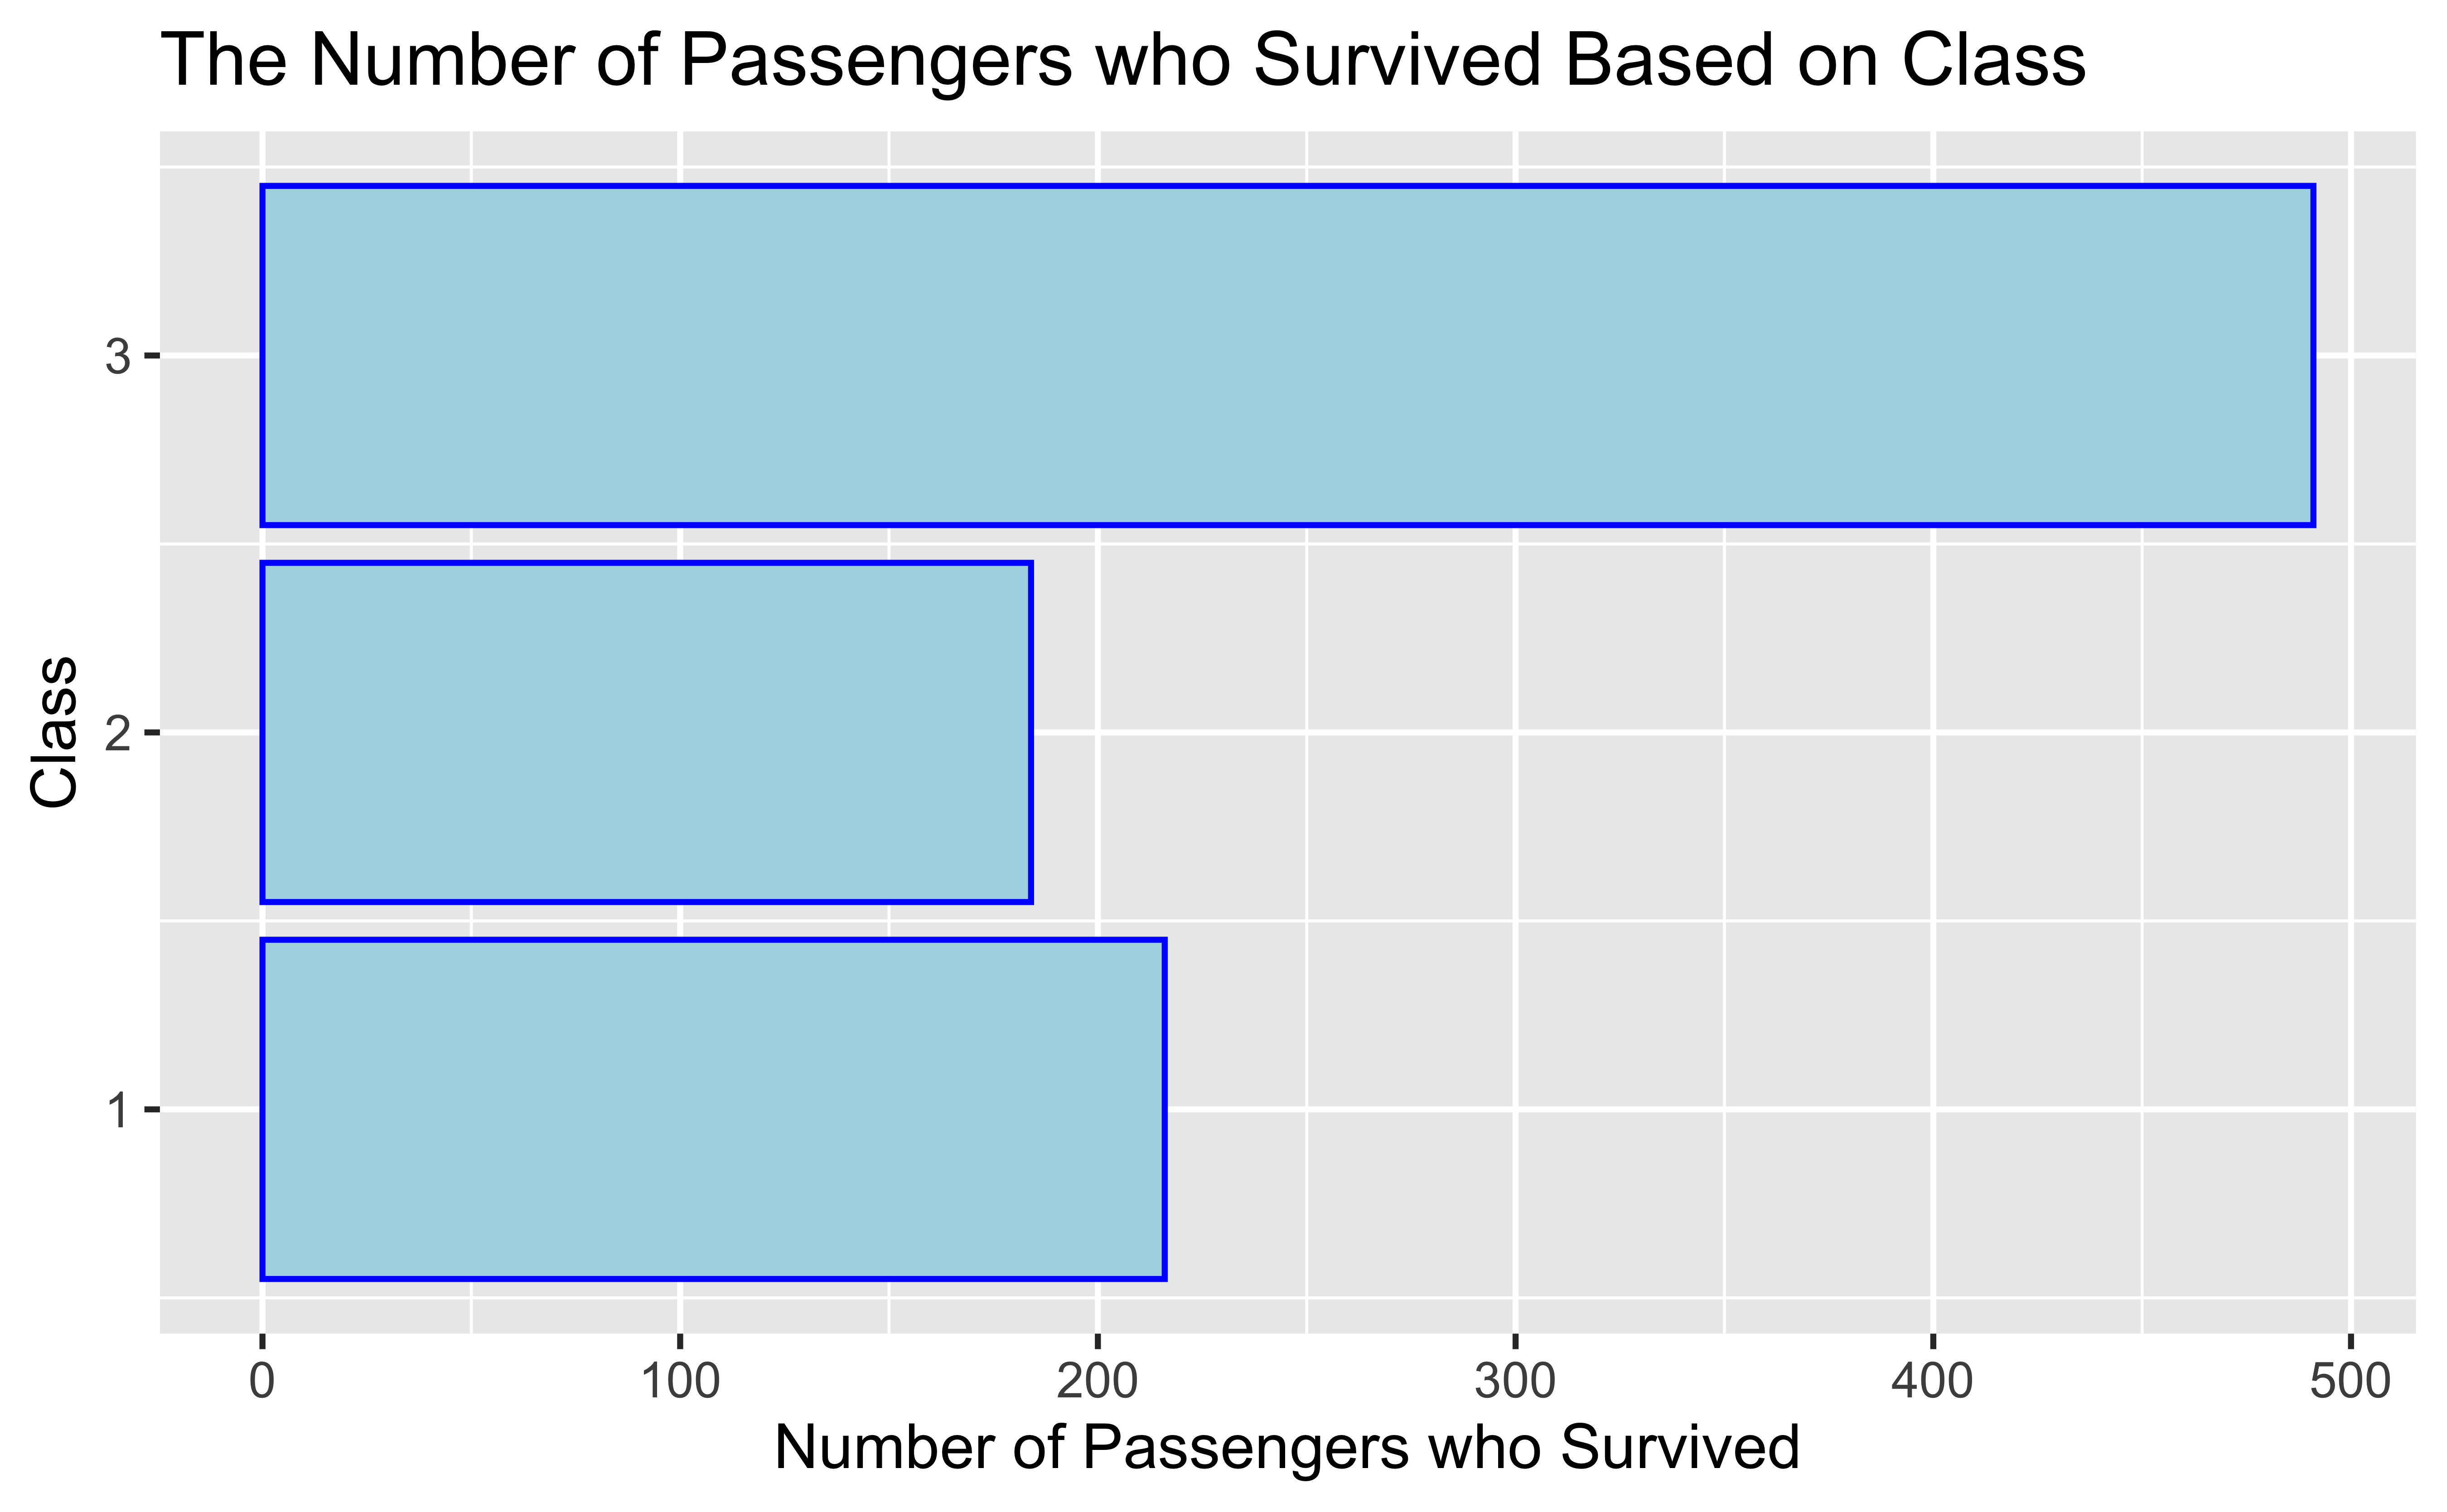 The Number of Passengers who Survived Based on Class
3
2
1
Class
0 100 200 300 400 500
Number of Passengers who Survived